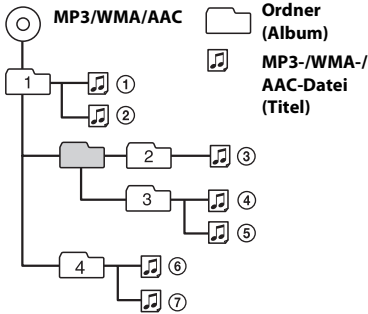 MP3/WMA/AAC
Ordner
(Album)
MP3-/WMA-/
AAC-Datei
(Titel)
1
①
②
2
③
3
④
⑤
4
⑥
⑦